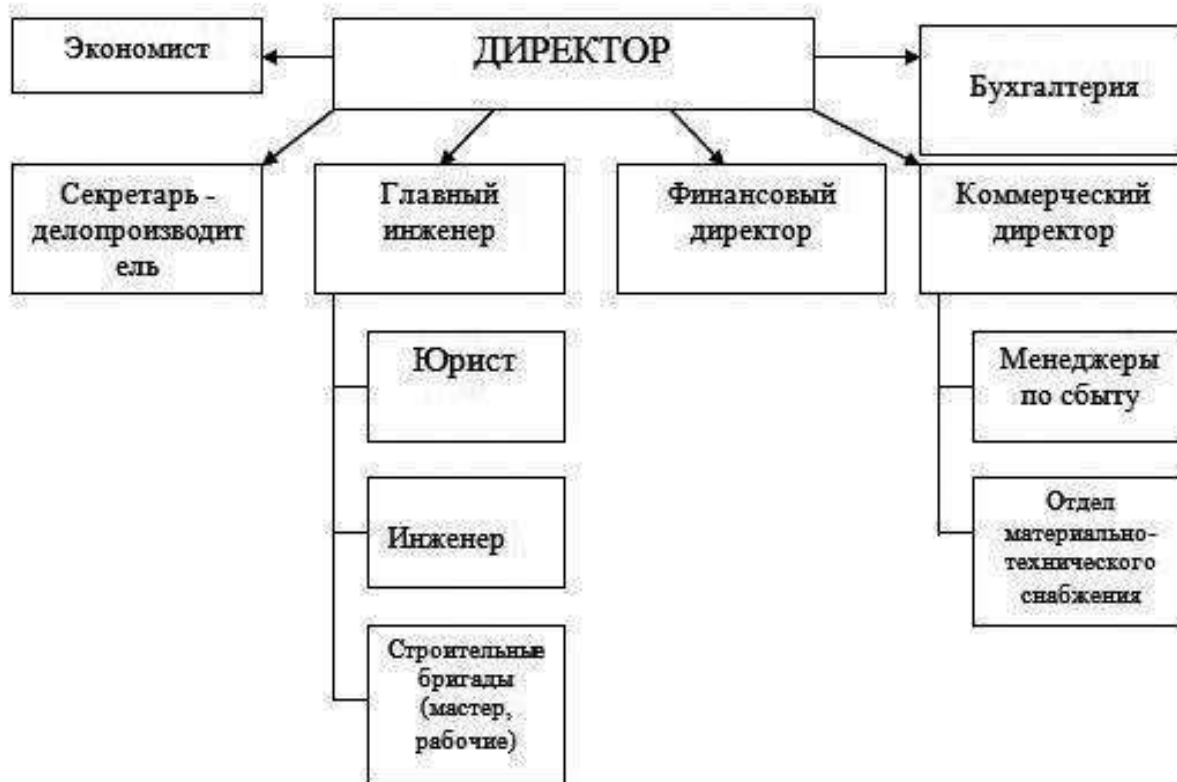 Экономист
ДИРЕКТОР
Бухгалтерия
Секретарь -
делопроизводит
ель
Главный
инженер
Финансовый
директор
Коммерческий
директор
Юрист
Менеджеры
по сбыту
Инженер
Отдел
материально-
технического
снабжения
Строительные
бригады
(мастер,
рабочие)